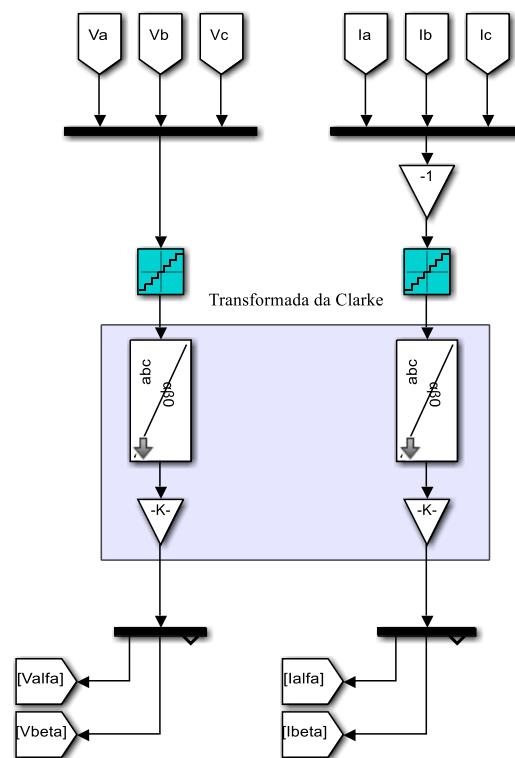 Va Vb Vc Ia Ib Ic
-1
Transformada da Clarke
abc
αβ0
abc
αβ0
-K- -K-
[Valfa] [Ialfa]
[Vbeta] [Ibeta]